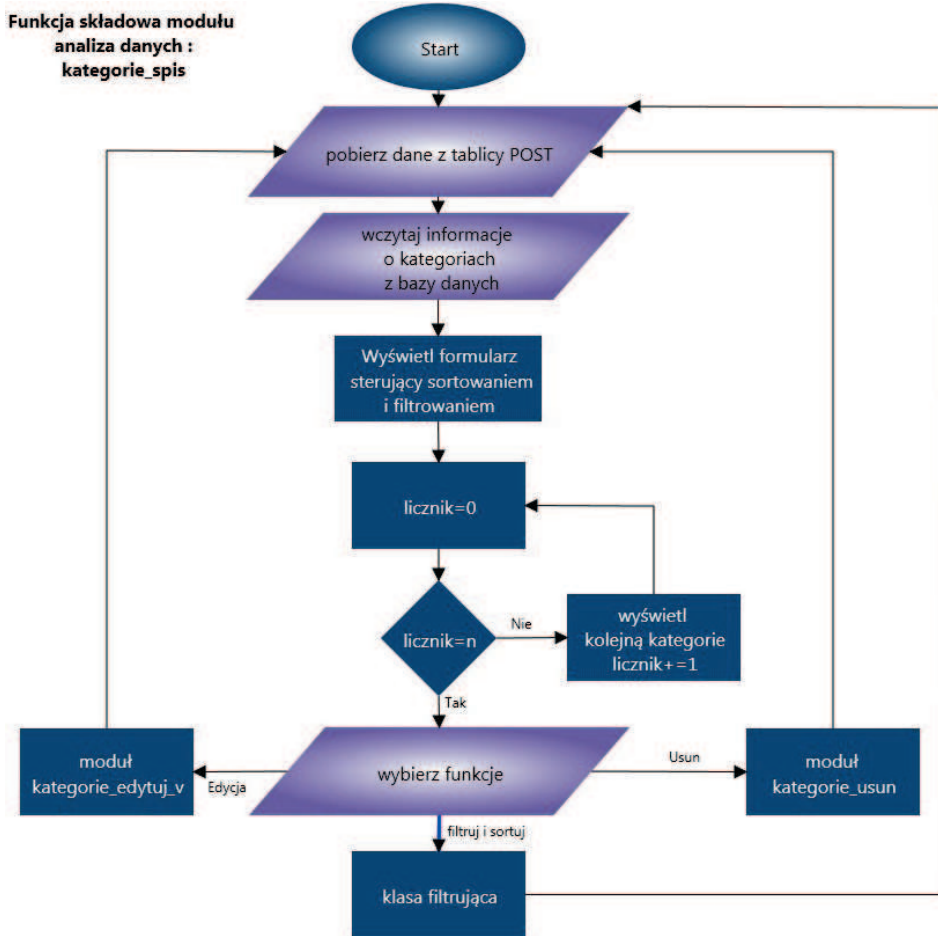 Funkcja składowa modułu
analiza danych :
kategorie_spis
Start
pobierz dane z tablicy POST
wczytaj informacje
o kategoriach
z bazy danych
Wyświetl formularz
sterujący sortowaniem
i filtrowaniem
licznik=0
licznik=n
Nie
wyświetl
kolejną kategorie
licznik+=1
Tak
moduł
kategorie_edytuj_v
Edycja
wybierz funkcje
Usun
moduł
kategorie_usun
filtruj i sortuj
klasa filtrująca